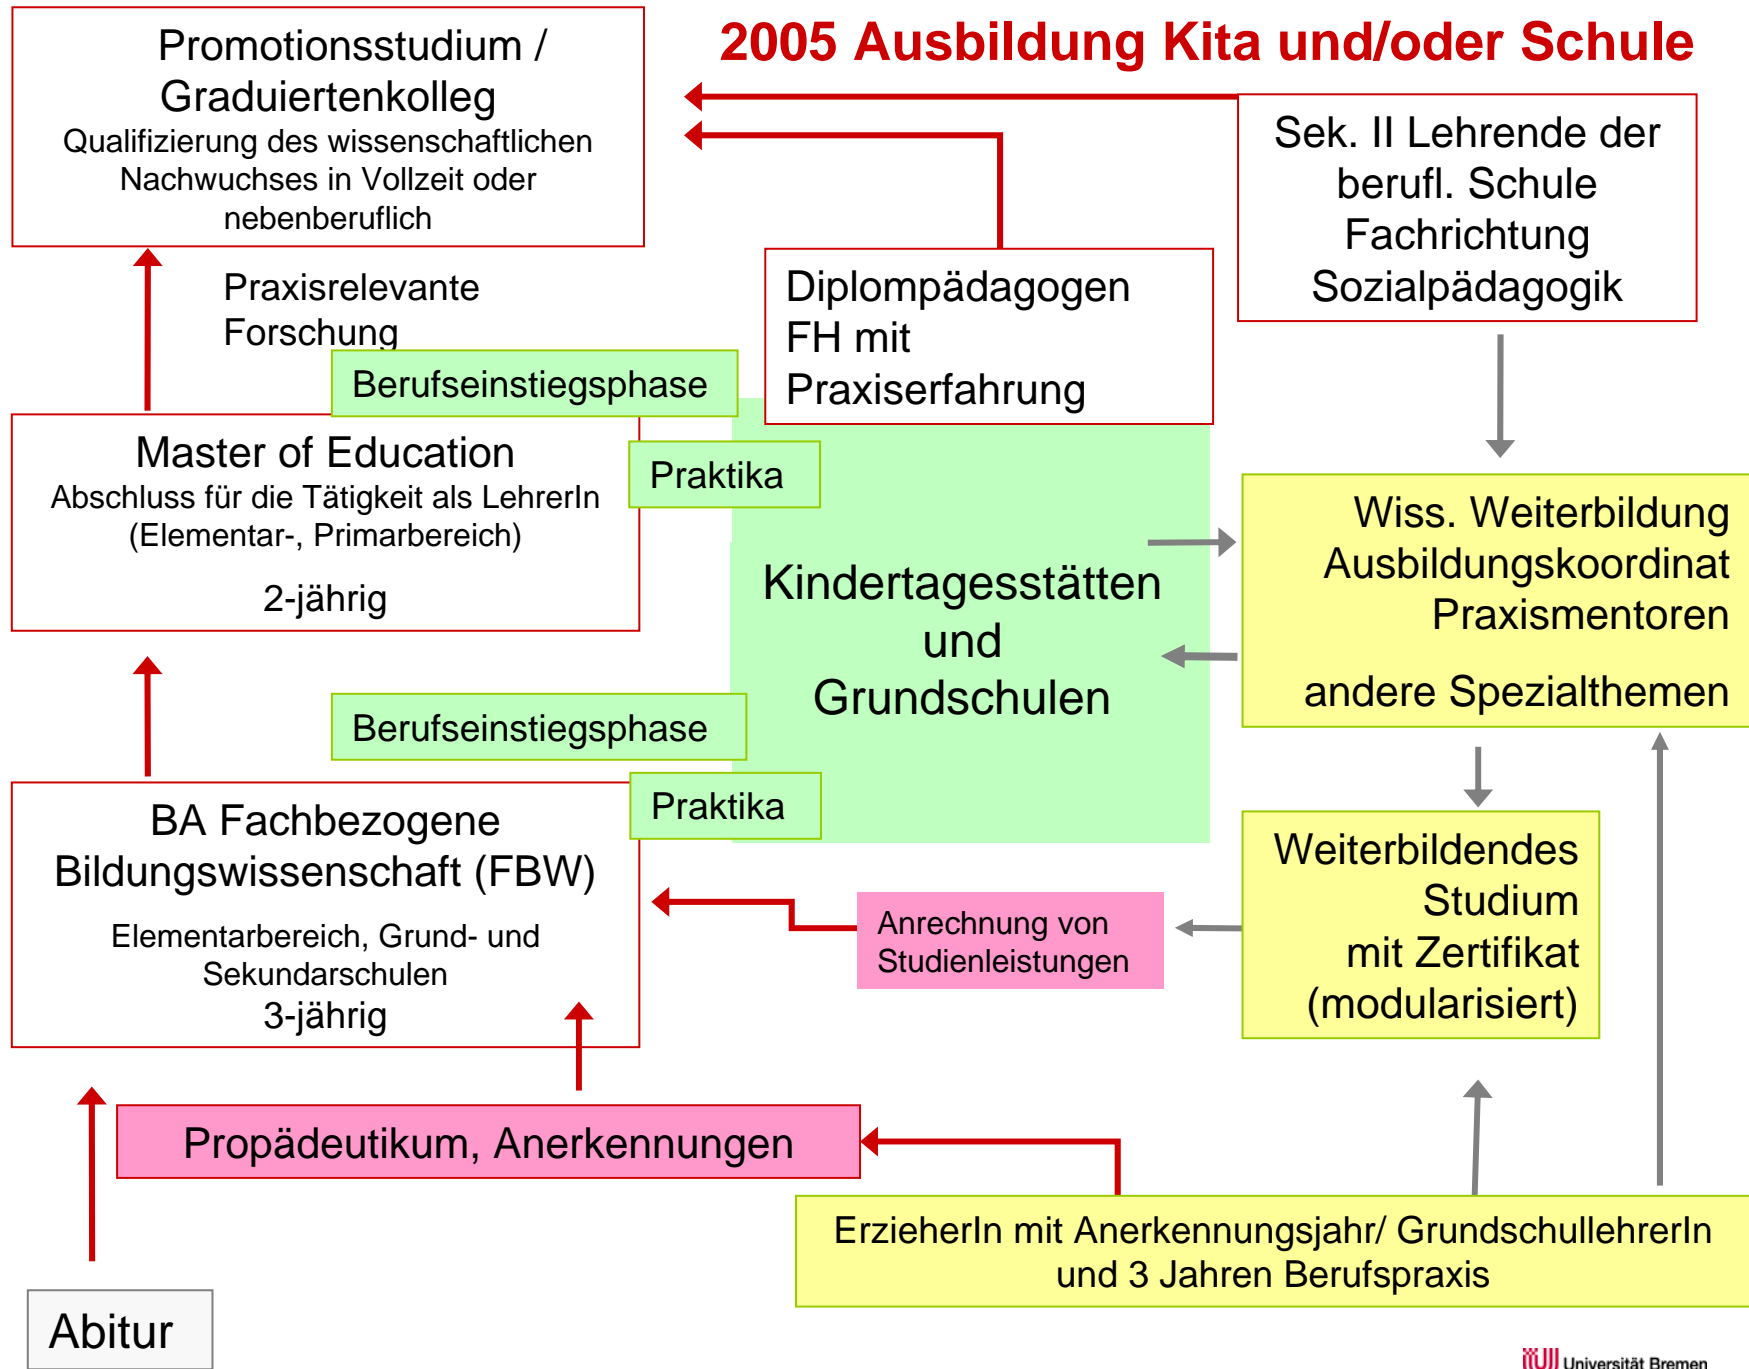 2005 Ausbildung Kita und/oder Schule
Promotionsstudium /
Graduiertenkolleg
Qualifizierung des wissenschaftlichen
Nachwuchses in Vollzeit oder
nebenberuflich
Sek. II Lehrende der
berufl. Schule
Fachrichtung
Sozialpädagogik
Praxisrelevante
Forschung
Diplompädagogen
FH mit
Praxiserfahrung
Berufseinstiegsphase
Master of Education
Abschluss für die Tätigkeit als LehrerIn
(Elementar-, Primarbereich)
2-jährig
Praktika
Kindertagesstätten
und
Grundschulen
Wiss. Weiterbildung
Ausbildungskoordinat
Praxismentoren
andere Spezialthemen
Berufseinstiegsphase
Praktika
BA Fachbezogene
Bildungswissenschaft (FBW)
Elementarbereich, Grund- und
Sekundarschulen
3-jährig
Anrechnung von
Studienleistungen
Weiterbildendes
Studium
mit Zertifikat
(modularisiert)
Propädeutikum, Anerkennungen
ErzieherIn mit Anerkennungsjahr/ GrundschullehrerIn
und 3 Jahren Berufspraxis
Abitur
Universität Bremen